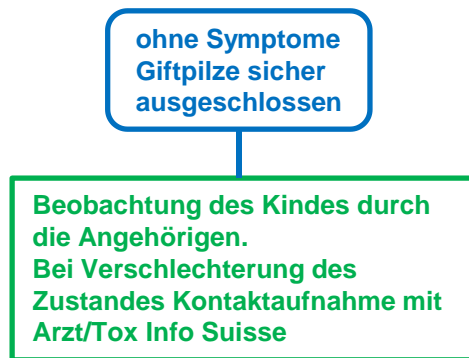 ohne Symptome
Giftpilze sicher
ausgeschlossen
Beobachtung des Kindes durch
die Angehörigen.
Bei Verschlechterung des
Zustandes Kontaktaufnahme mit
Arzt/Tox Info Suisse